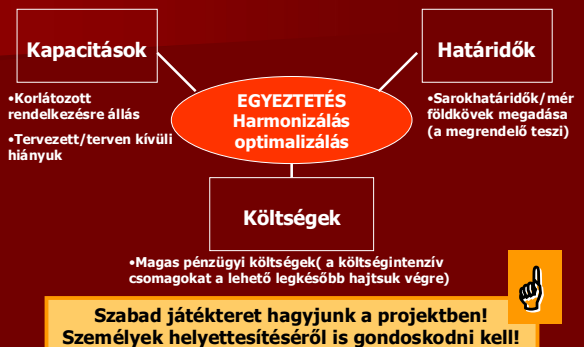 Kapacitások
Határidők
•Korlátozott
rendelkezésre állás
•Tervezett/terven kívüli
hiányuk
EGYEZTETÉS
Harmonizálás
optimalizálás
•Sarokhatáridők/mér
földkövek megadása
(a megrendelő teszi)
Költségek
•Magas pénzügyi költségek( a költségintenzív
csomagokat a lehető legkésőbb hajtsuk végre)
Szabad játékteret hagyjunk a projektben!
Személyek helyettesítéséről is gondoskodni kell!